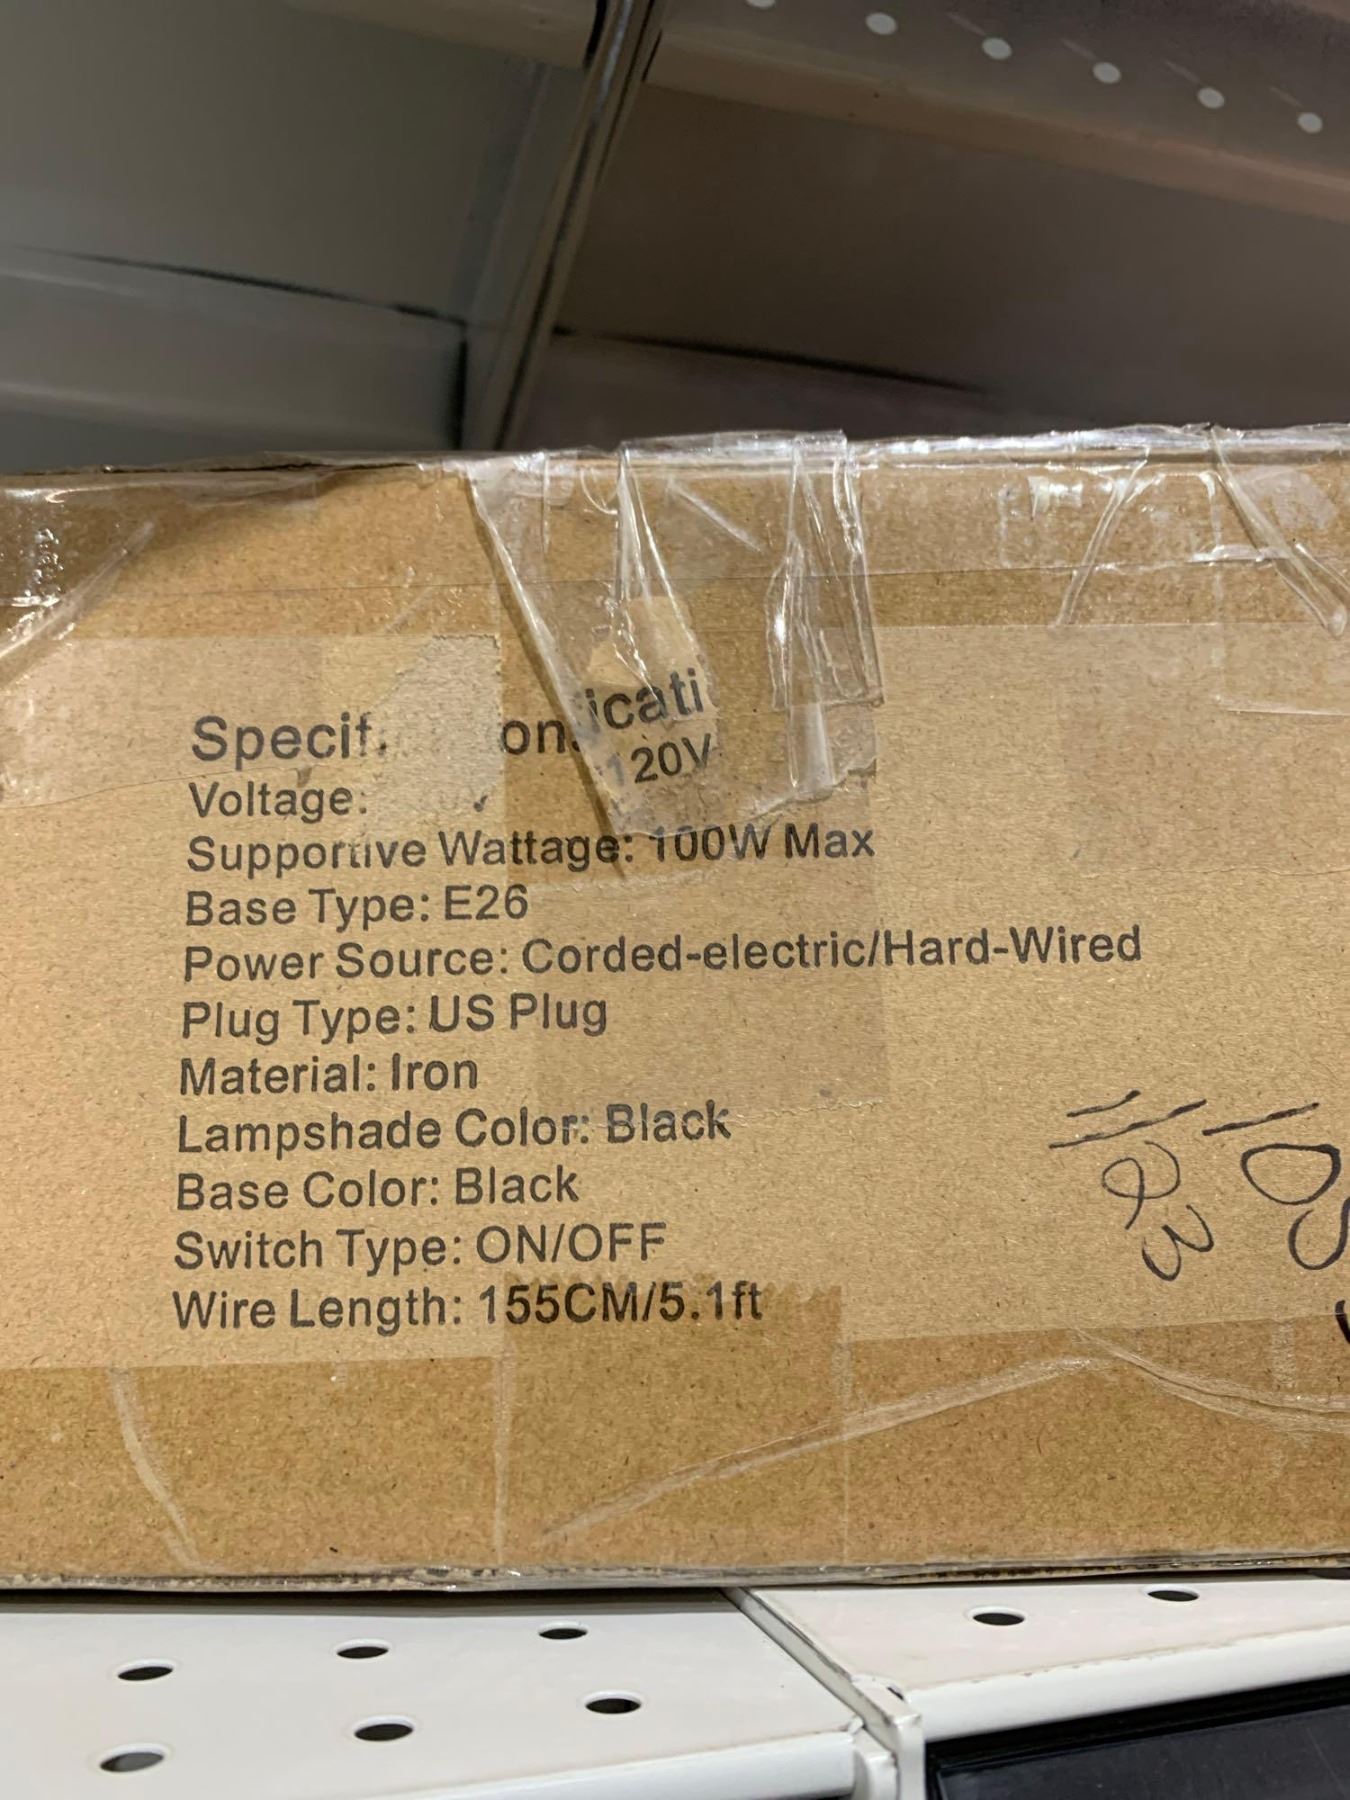 Specif on icati
Voltage: 120V
Supportive Wattage: 100W Max
Base Type: E26
Power Source: Corded-electric/Hard-Wired
Plug Type: US Plug
Material: Iron
Lampshade Color: Black
Base Color: Black
Switch Type: ON/OFF
Wire Length: 155CM/5.1ft